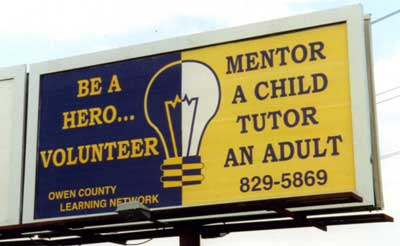 BE A
HERO...
VOLUNTEER
OWEN COUNTY
LEARNING NETWORK
MENTOR
A CHILD
TUTOR
AN ADULT
829-5869